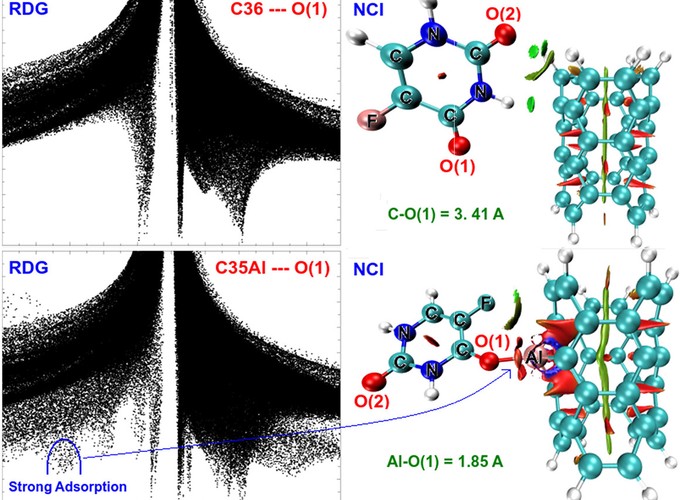 RDG
C36 --- O(1)
NCI
O(2)
N
C
C
N
C
C
F
O(1)
C-O(1) = 3. 41 A
RDG
C35Al --- O(1)
NCI
F
C
C
N
O(1)
Al
C
C
N
O(2)
Al-O(1) = 1.85 A
Strong Adsorption